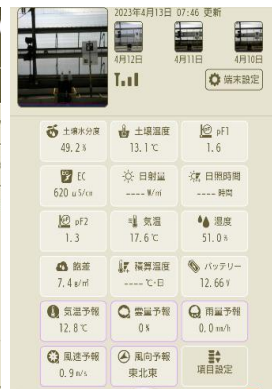 2023年4月13日 07:46 更新
4月12日 4月11日 4月10日
端末設定
土壌水分度 土壌温度 pF1
49.2% 13.1℃ 1.6
EC 日射量 日照時間
620 uS/cm ---- W/㎡ ---- 時間
pF2 気温 湿度
1.3 17.6℃ 51.0%
飽差 積算温度 バッテリー
7.4g/㎥ ----℃・日 12.66V
気温予報 雲量予報 雨量予報
12.8℃ 0% 0.0mm/h
風速予報 風向予報 項目設定
0.9m/s 東北東